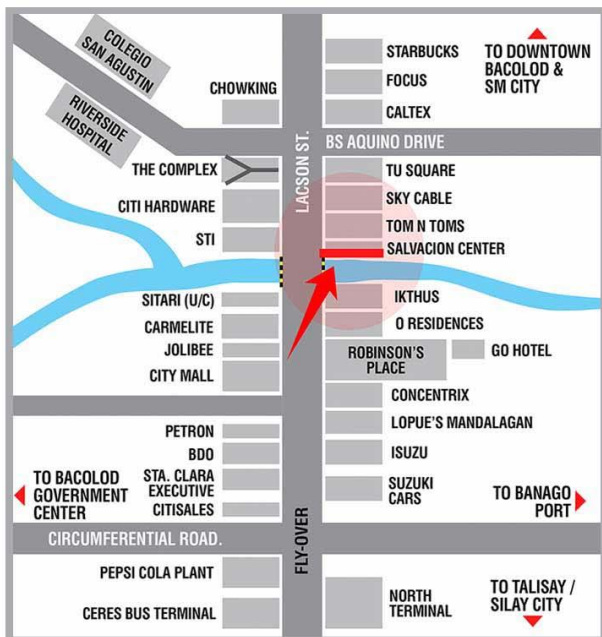 COLEGIO
SAN AGUSTIN
RIVERSIDE
HOSPITAL
CHOWKING
STARBUCKS
FOCUS
CALTEX
TO DOWNTOWN
BACOLOD &
SM CITY
LACSON ST.
BS AQUINO DRIVE
THE COMPLEX
CITI HARDWARE
STI
TU SQUARE
SKY CABLE
TOM N TOMS
SALVACION CENTER
SITARI (U/C)
CARMELITE
JOLIBEE
CITY MALL
IKTHUS
O RESIDENCES
ROBINSON'S
PLACE
GO HOTEL
CONCENTRIX
LOPUE'S MANDALAGAN
ISUZU
SUZUKI
CARS
PETRON
BDO
STA. CLARA
EXECUTIVE
CITISALES
TO BACOLOD
GOVERNMENT
CENTER
TO BANAGO
PORT
CIRCUMFERENTIAL ROAD.
FLY-OVER
PEPSI COLA PLANT
CERES BUS TERMINAL
NORTH
TERMINAL
TO TALISAY /
SILAY CITY